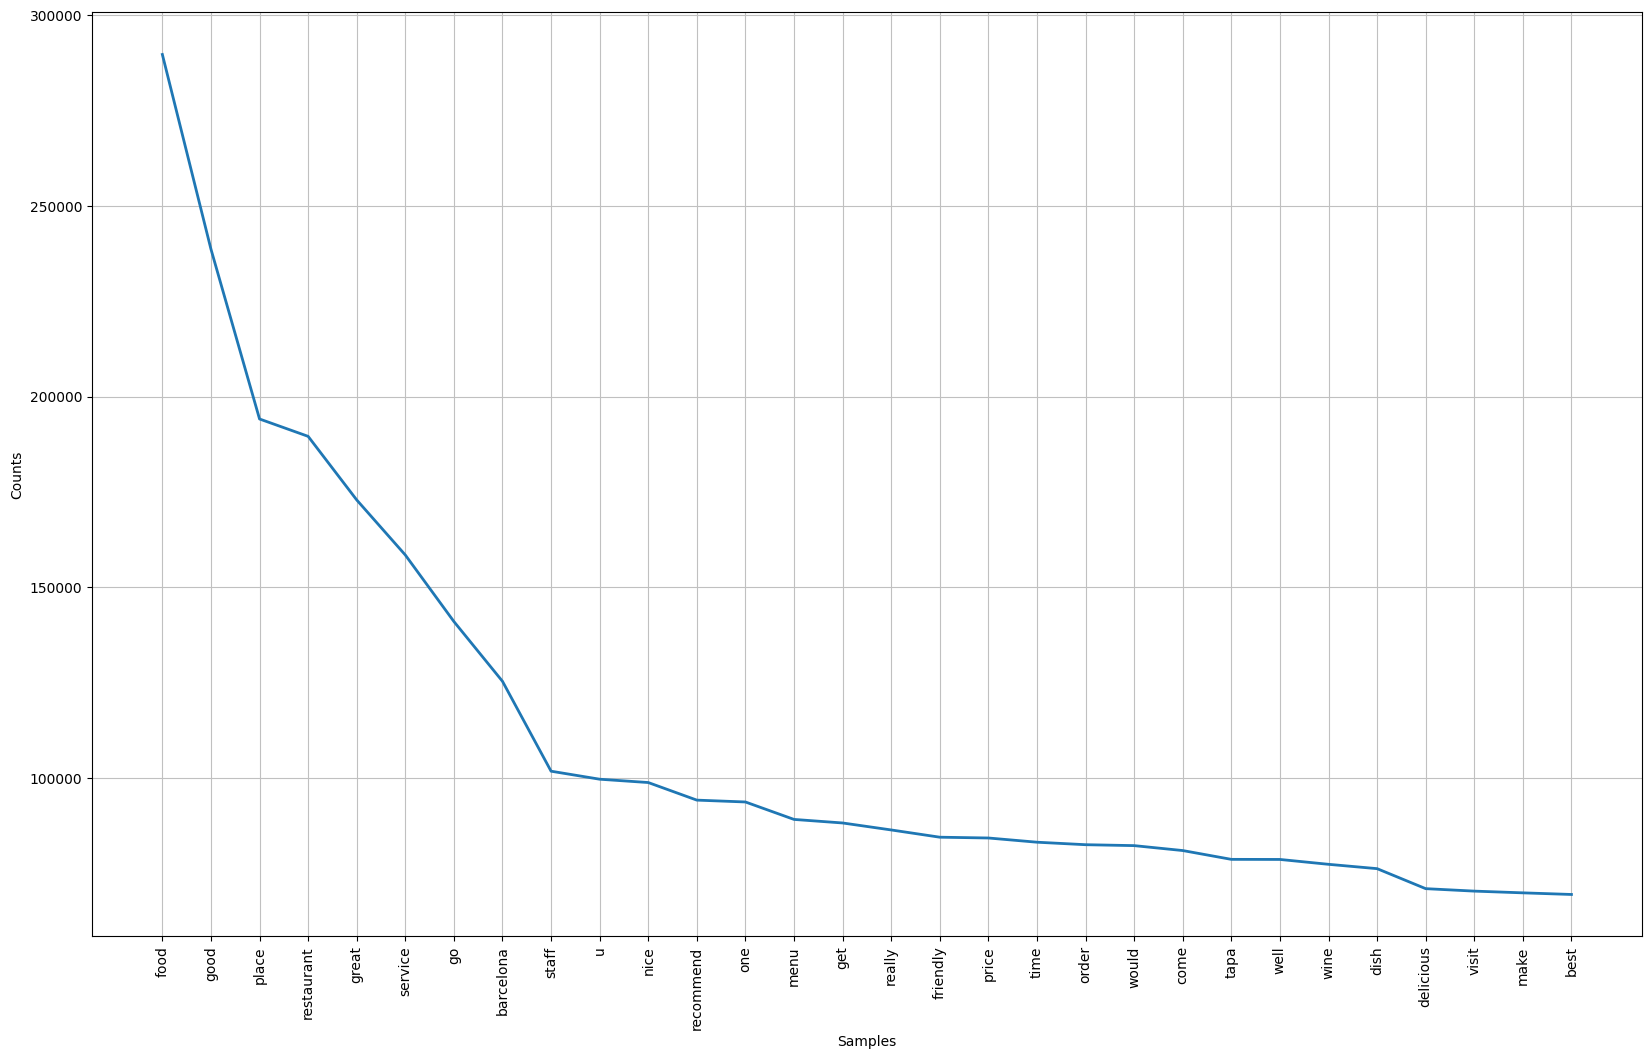 300000
250000
200000
150000
100000
Counts
food
good
place
restaurant
great
service
go
barcelona
staff
u
nice
recommend
one
menu
get
really
friendly
price
time
order
would
come
tapa
well
wine
dish
delicious
visit
make
best
Samples